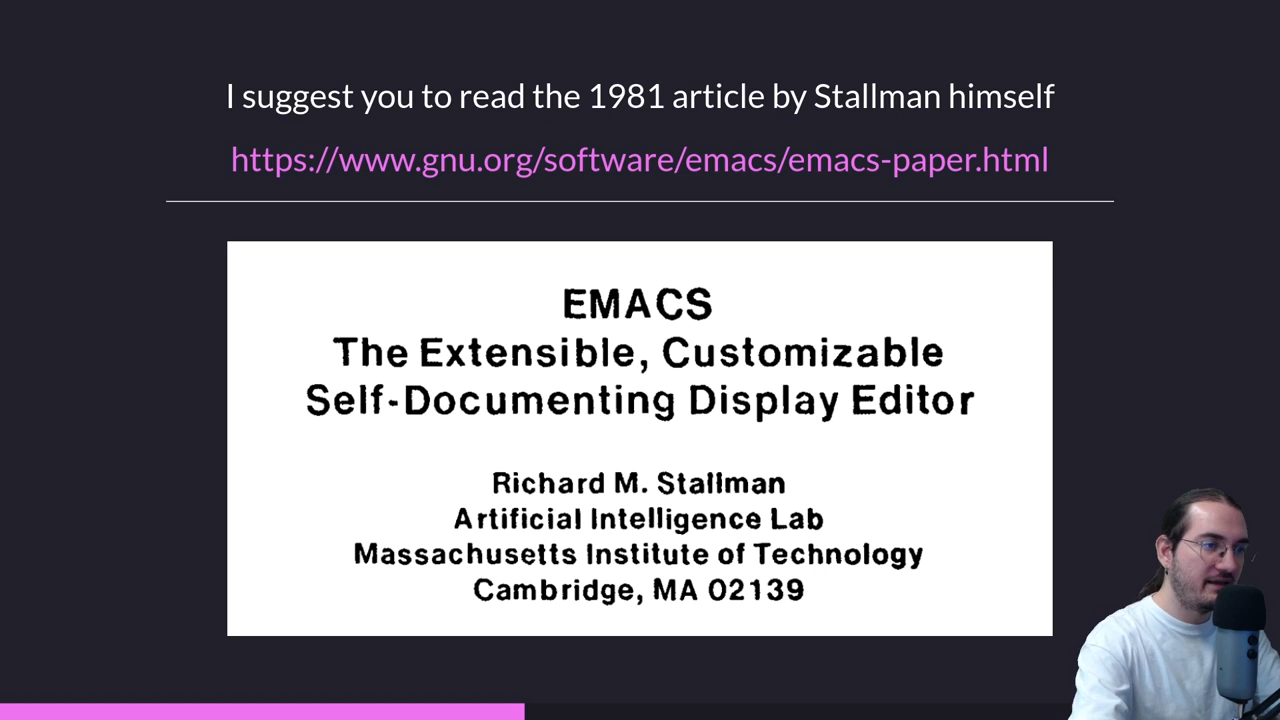 I suggest you to read the 1981 article by Stallman himself
https://www.gnu.org/software/emacs/emacs-paper.html
EMACS
The Extensible, Customizable
Self-Documenting Display Editor
Richard M. Stallman
Artificial Intelligence Lab
Massachusetts Institute of Technology
Cambridge, MA 02139